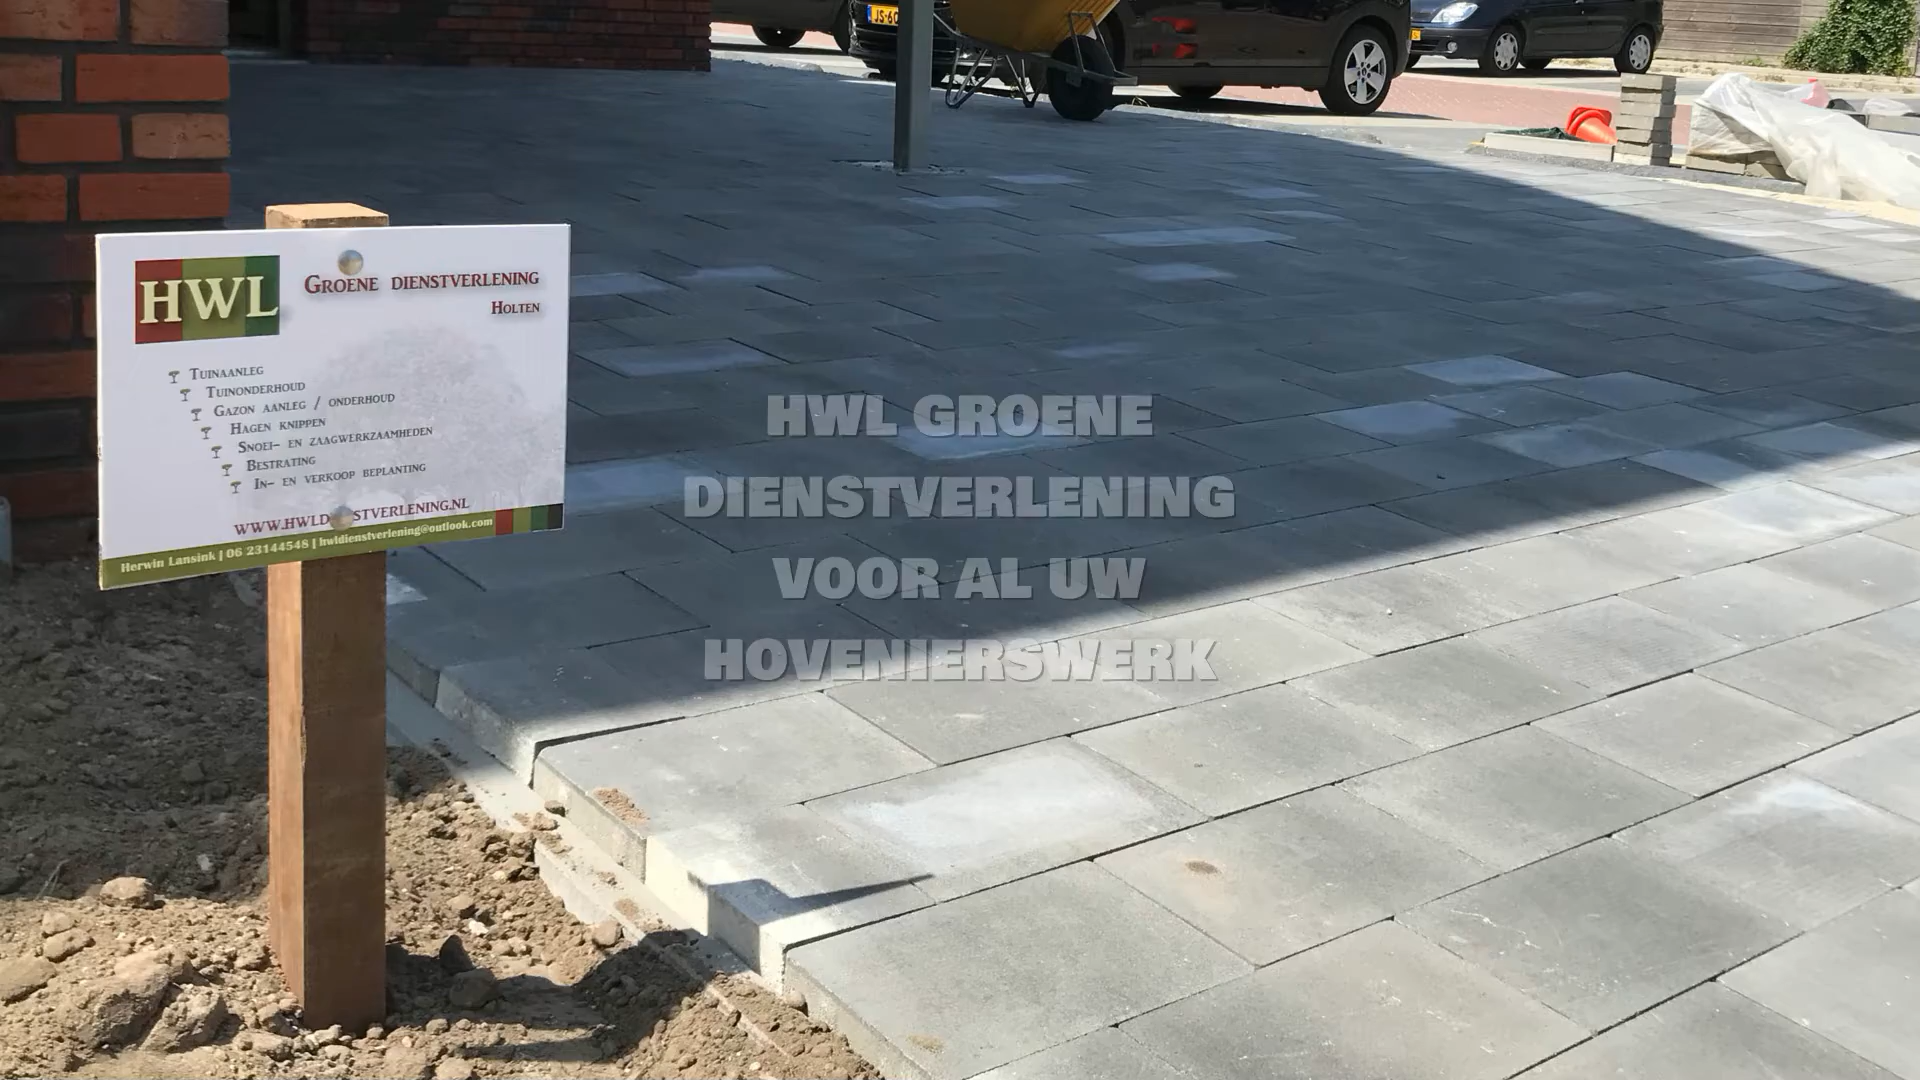 HWL
GROENE DIENSTVERLENING
HOLTEN
TUINAANLEG
TUINONDERHOUD
GAZON AANLEG / ONDERHOUD
HAGEN KNIPPEN
SNOEI- EN ZAAGWERKZAAMHEDEN
BESTRATING
IN- EN VERKOOP BEPLANTING
Herwin Lansink | 06 23144548 | hwldienstverlening@outlook.com
HWL GROENE
DIENSTVERLENING
VOOR AL UW
HOVENIERSWERK